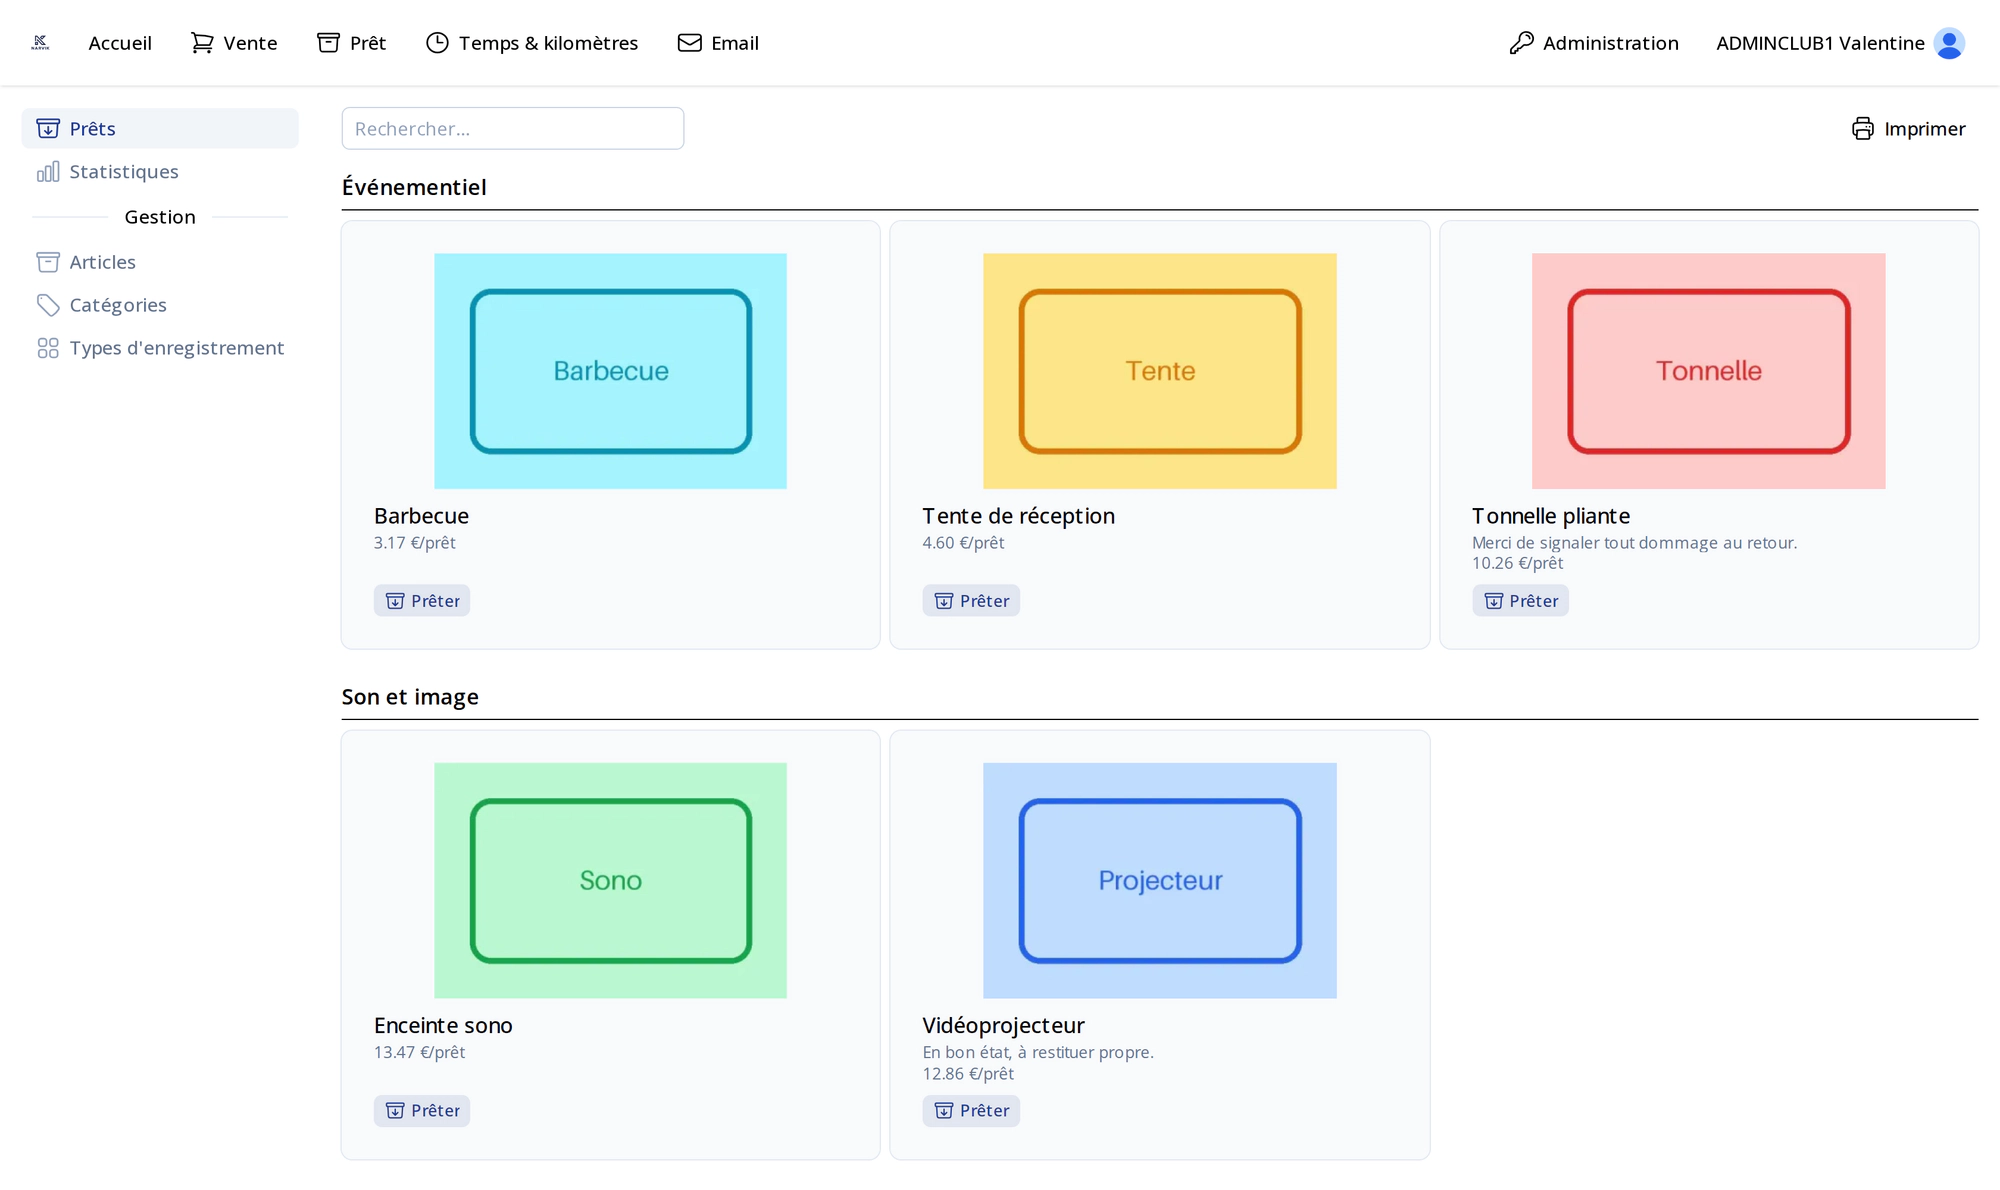 NARVIK
Accueil
Vente
Prêt
Temps & kilomètres
Email
Administration
ADMINCLUB1 Valentine
Prêts
Statistiques
Gestion
Articles
Catégories
Types d'enregistrement
Rechercher...
Imprimer
Événementiel
Barbecue
Barbecue
3.17 €/prêt
Prêter
Tente
Tente de réception
4.60 €/prêt
Prêter
Tonnelle
Tonnelle pliante
Merci de signaler tout dommage au retour.
10.26 €/prêt
Prêter
Son et image
Sono
Enceinte sono
13.47 €/prêt
Prêter
Projecteur
Vidéoprojecteur
En bon état, à restituer propre.
12.86 €/prêt
Prêter